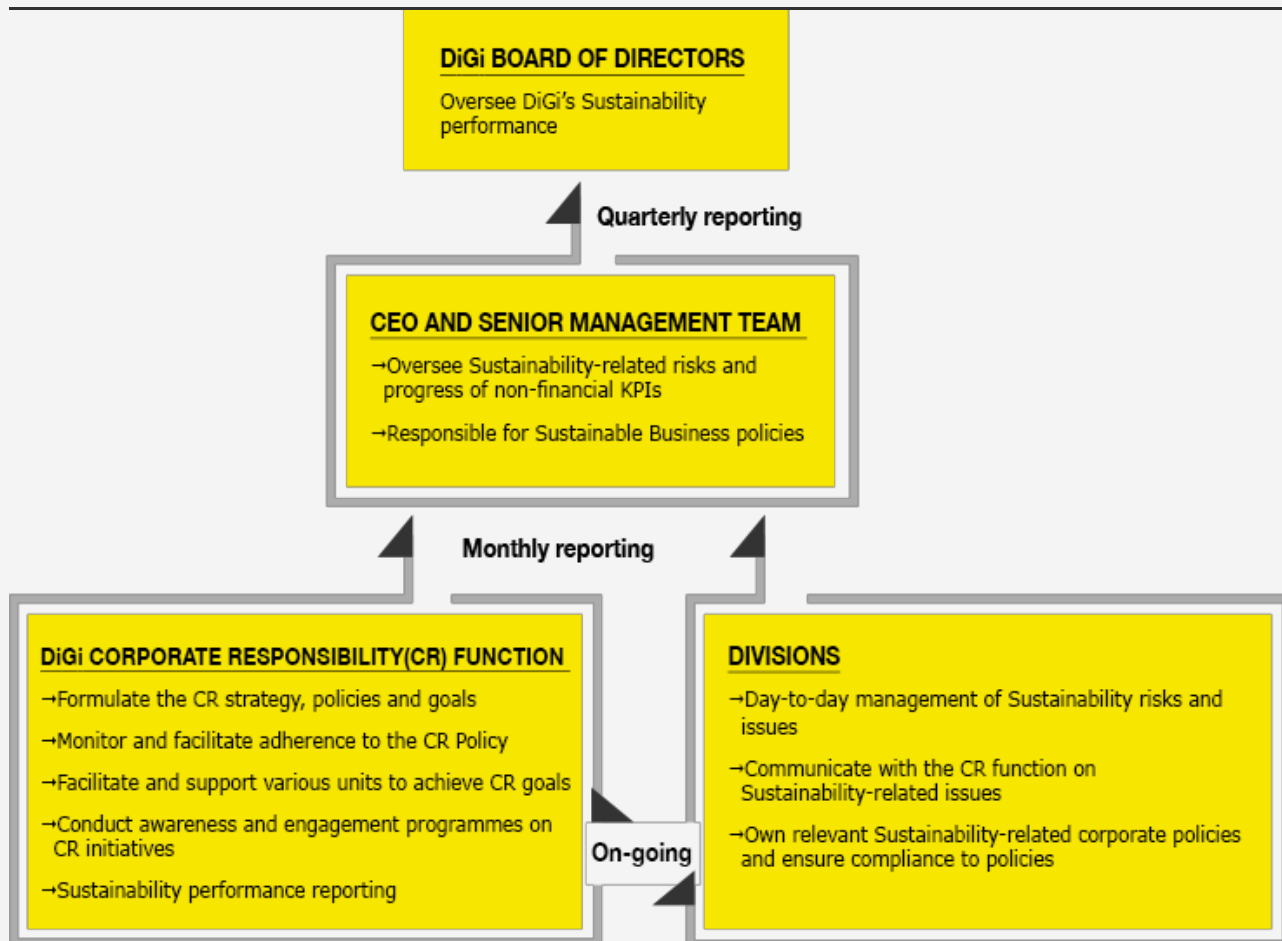 DiGi BOARD OF DIRECTORS
Oversee DiGi's Sustainability
performance
Quarterly reporting
CEO AND SENIOR MANAGEMENT TEAM
→Oversee Sustainability-related risks and
progress of non-financial KPIs
→Responsible for Sustainable Business policies
Monthly reporting
DiGi CORPORATE RESPONSIBILITY(CR) FUNCTION
→Formulate the CR strategy, policies and goals
→Monitor and facilitate adherence to the CR Policy
→Facilitate and support various units to achieve CR goals
→Conduct awareness and engagement programmes on
CR initiatives
→Sustainability performance reporting
On-going
DIVISIONS
→Day-to-day management of Sustainability risks and
issues
→Communicate with the CR function on
Sustainability-related issues
→Own relevant Sustainability-related corporate policies
and ensure compliance to policies